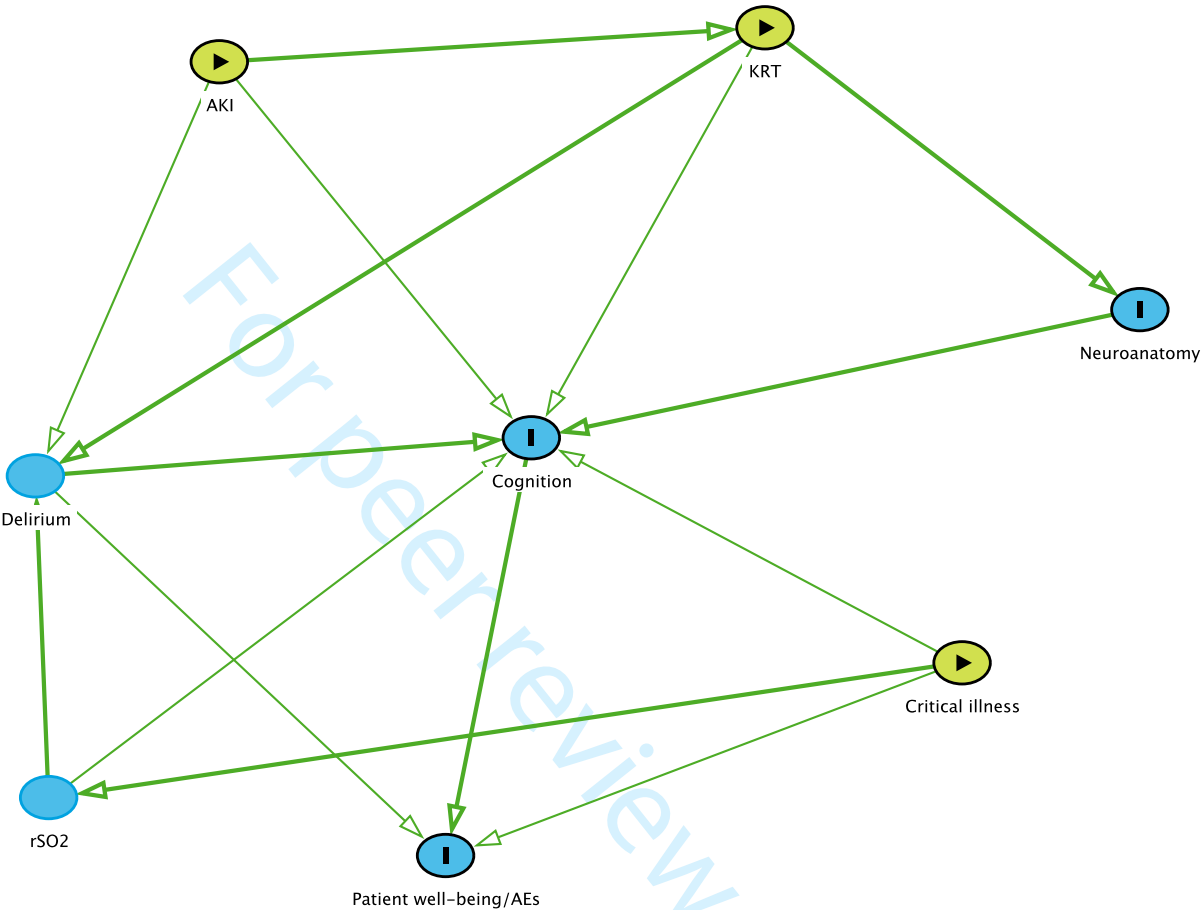 KRT
AKI
Neuroanatomy
Cognition
Delirium
Critical illness
rSO2
Patient well-being/AEs
For peer review